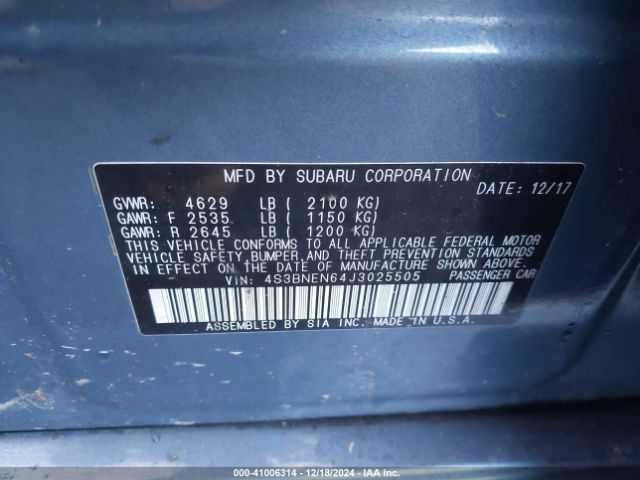 MFD BY SUBARU CORPORATION
DATE: 12/17
GVWR: 4629 LB ( 2100 KG)
GAWR: F 2535 LB ( 1150 KG)
GAWR: R 2645 LB ( 1200 KG)
THIS VEHICLE CONFORMS TO ALL APPLICABLE FEDERAL MOTOR
VEHICLE SAFETY, BUMPER, AND THEFT PREVENTION STANDARDS
IN EFFECT ON THE DATE OF MANUFACTURE SHOWN ABOVE.
VIN: 4S3BNEN64J3025505 PASSENGER CAR
ASSEMBLED BY SIA INC. MADE IN U.S.A.
000-41006314 - 12/18/2024 - IAA Inc.